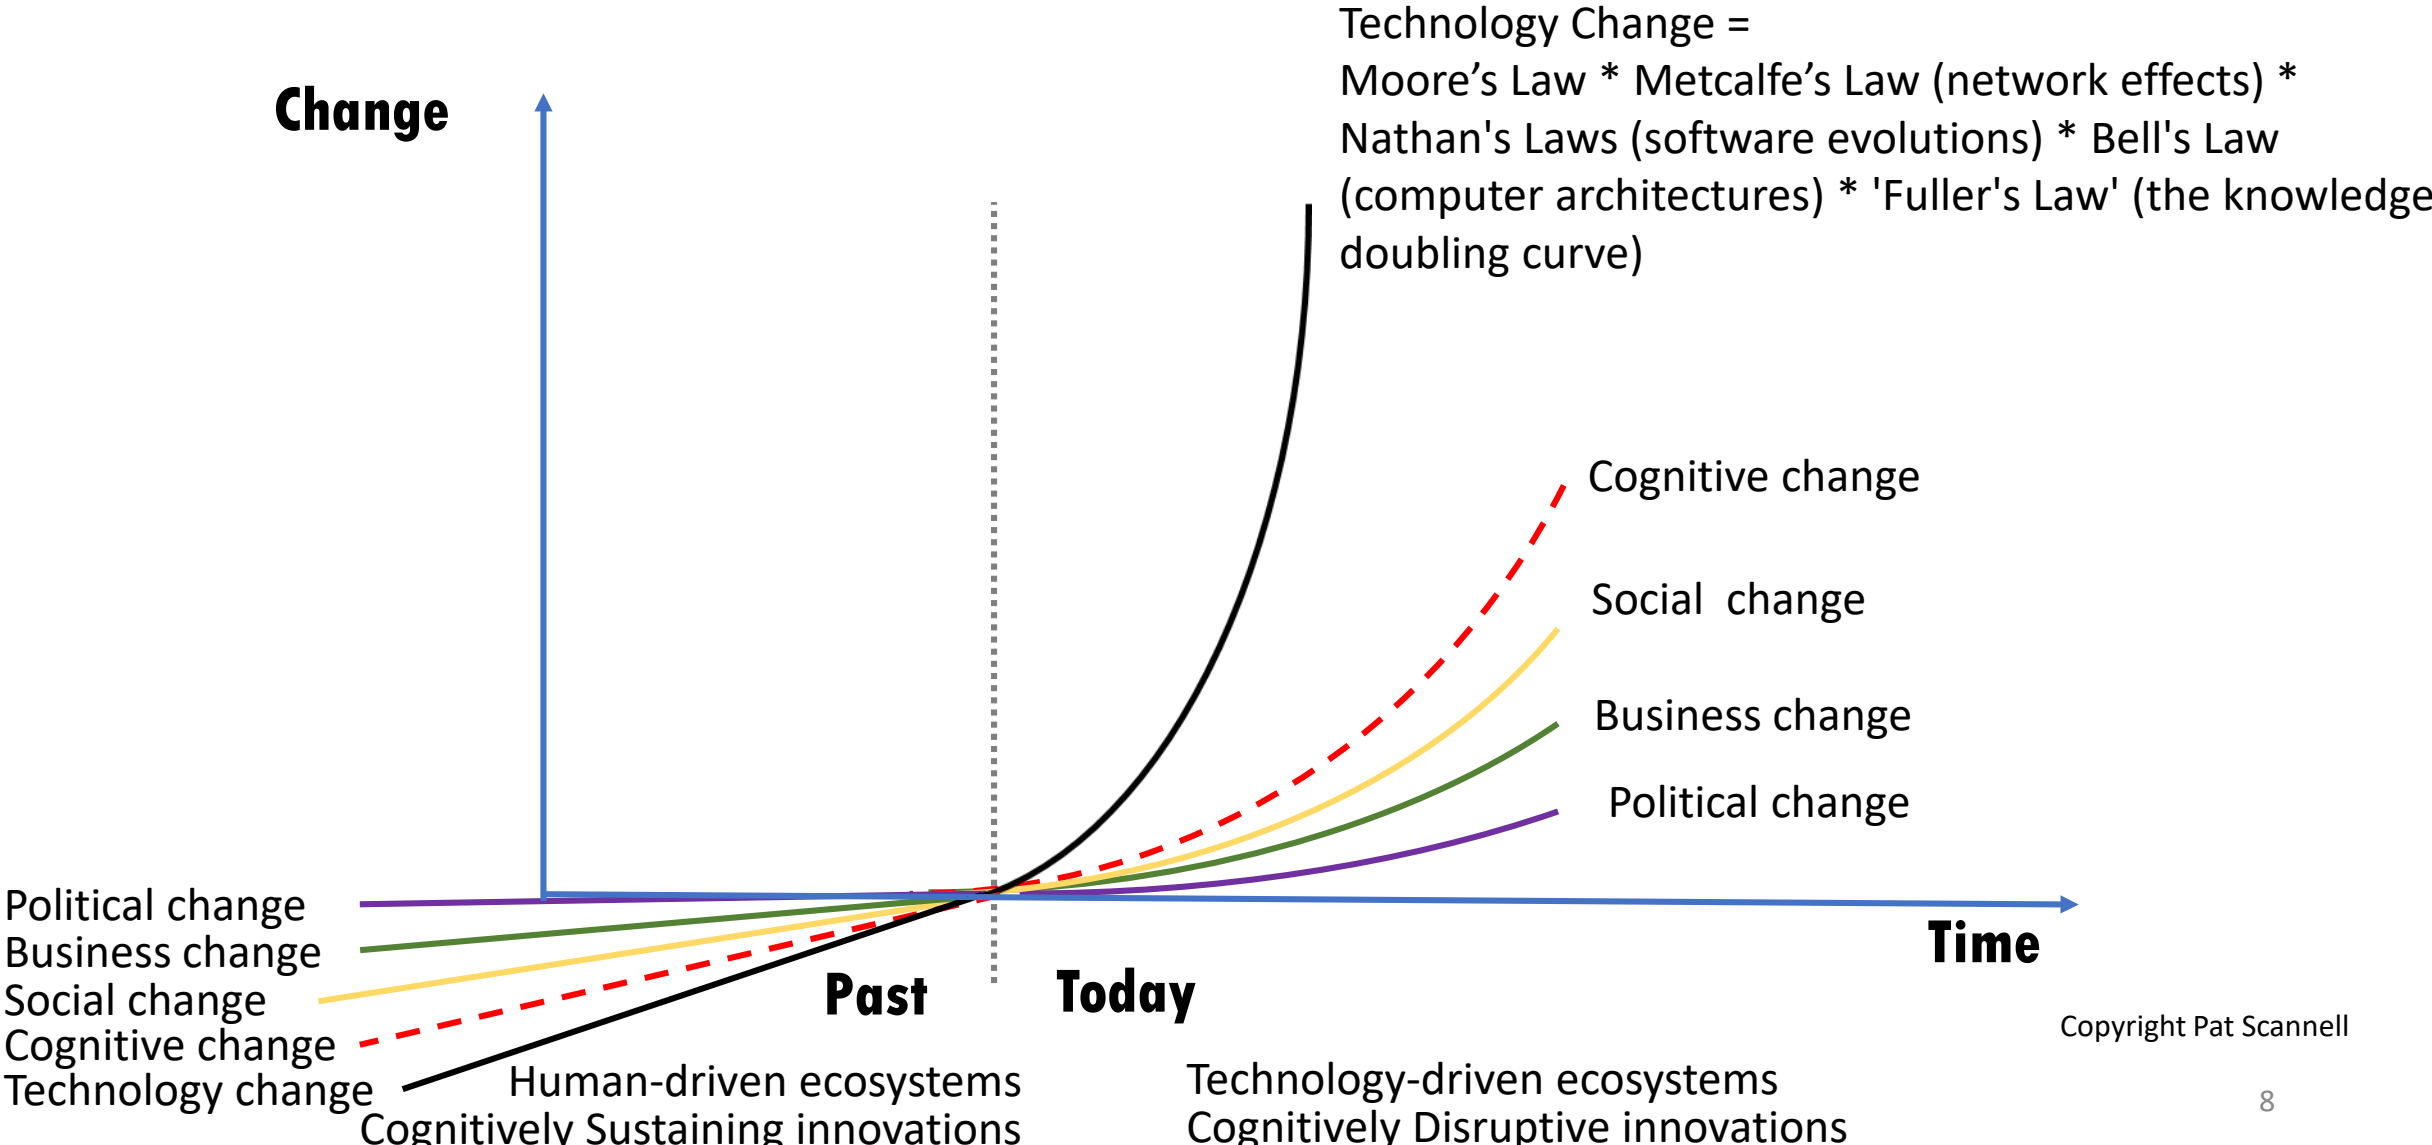 Technology Change =
Moore’s Law * Metcalfe’s Law (network effects) *
Nathan's Laws (software evolutions) * Bell's Law
(computer architectures) * 'Fuller's Law' (the knowledge
doubling curve)
Change
Cognitive change
Social  change
Business change
Political change
Political change
Business change
Social change
Cognitive change
Technology change
Time
Past
Today
Copyright Pat Scannell
Human-driven ecosystems
Cognitively Sustaining innovations
Technology-driven ecosystems
Cognitively Disruptive innovations
8